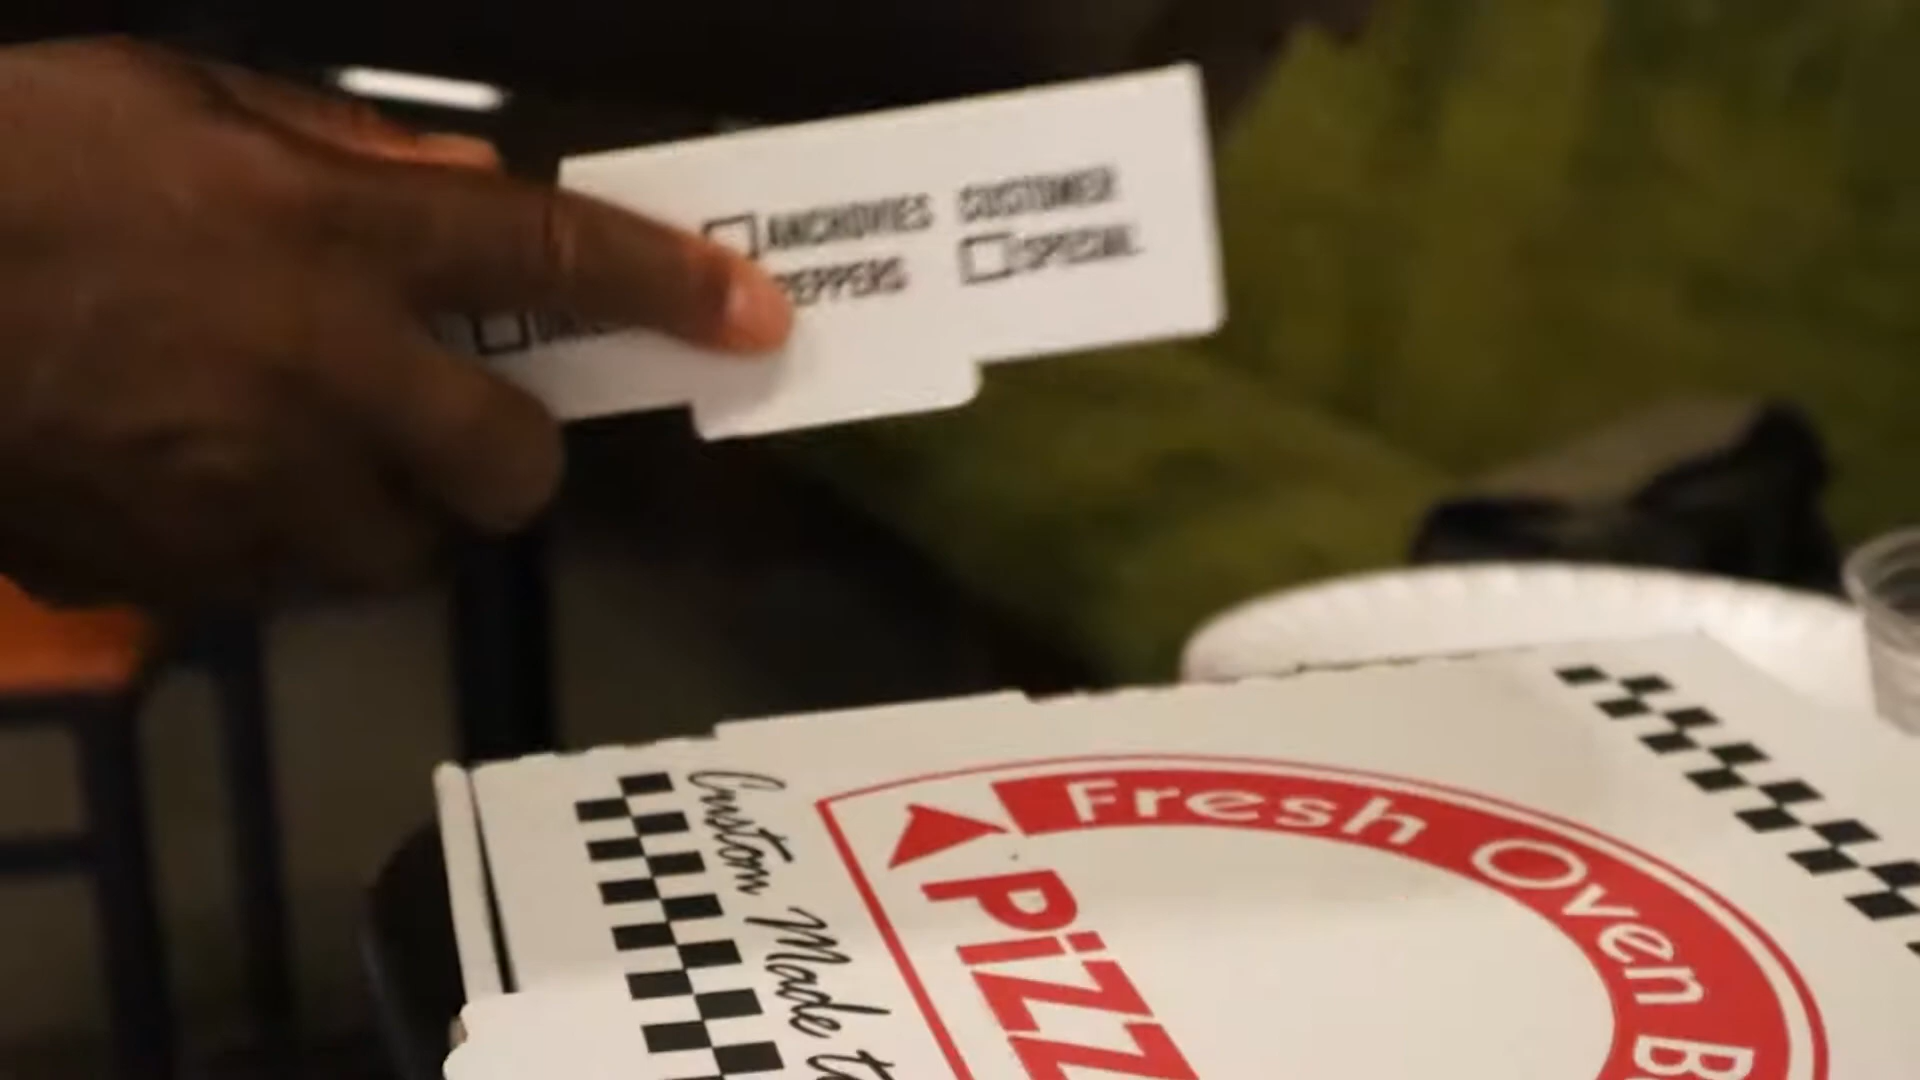 ANCHOVIES CUSTOMER
PEPPERS SPECIAL
Custom Made
Fresh Oven
PIZZ